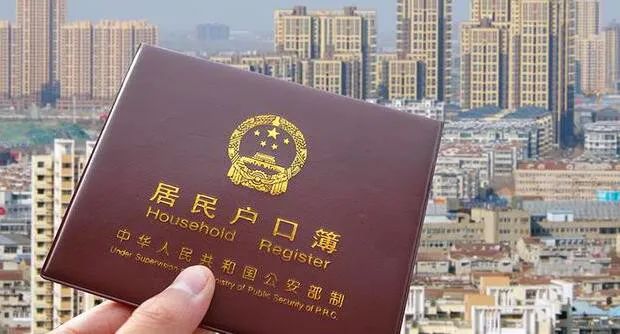 居民户口簿
Household Register
中华人民共和国公安部制
Under Supervision Ministry of Public Security of P.R.C.